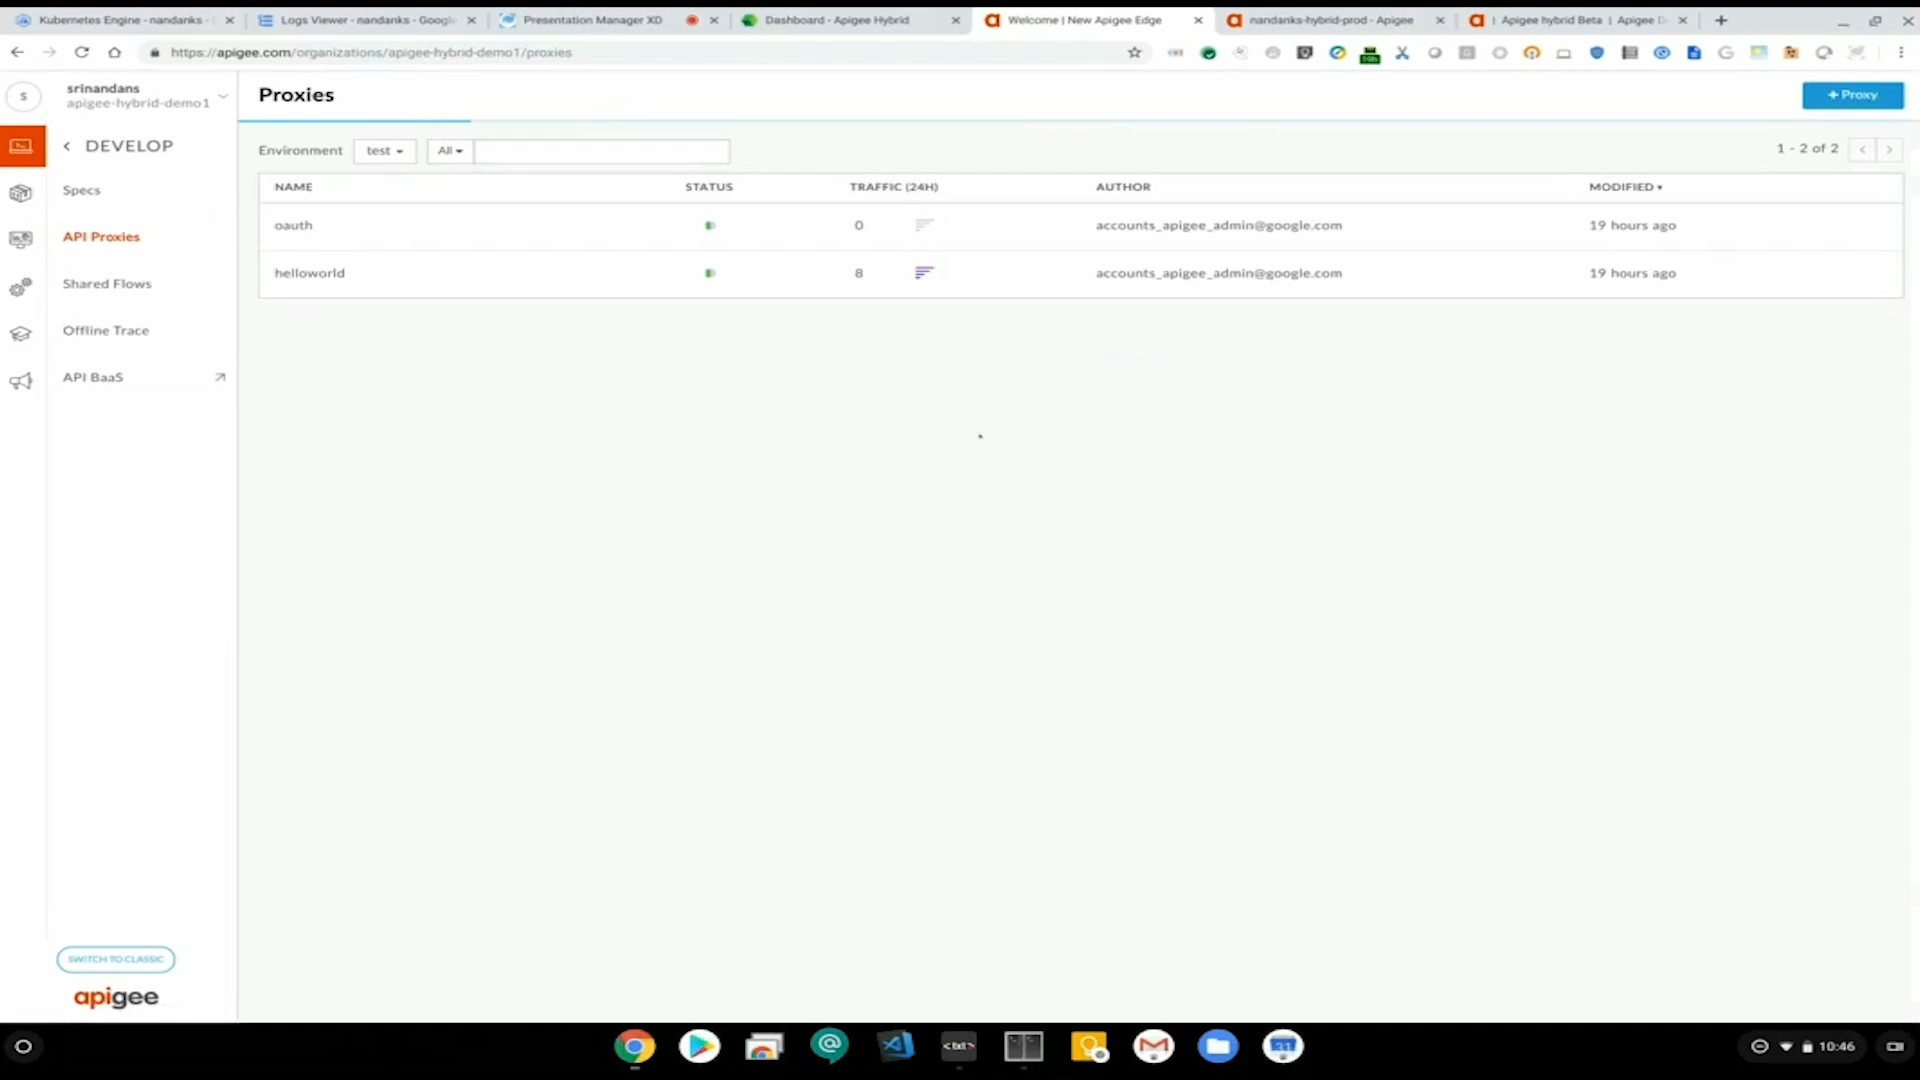 Kubernetes Engine - nandanks -
Logs Viewer - nandanks - Google
Presentation Manager XD
Dashboard - Apigee Hybrid
Welcome | New Apigee Edge
nandanks-hybrid-prod - Apigee
| Apigee hybrid Beta | Apigee D
https://apigee.com/organizations/apigee-hybrid-demo1/proxies
S
srinandans
apigee-hybrid-demo1
Proxies
+ Proxy
DEVELOP
Specs
API Proxies
Shared Flows
Offline Trace
API BaaS
Environment test All
1 - 2 of 2
NAME STATUS TRAFFIC (24H) AUTHOR MODIFIED
oauth 0 accounts_apigee_admin@google.com 19 hours ago
helloworld 8 accounts_apigee_admin@google.com 19 hours ago
SWITCH TO CLASSIC
apigee
<txt>
31
10:46